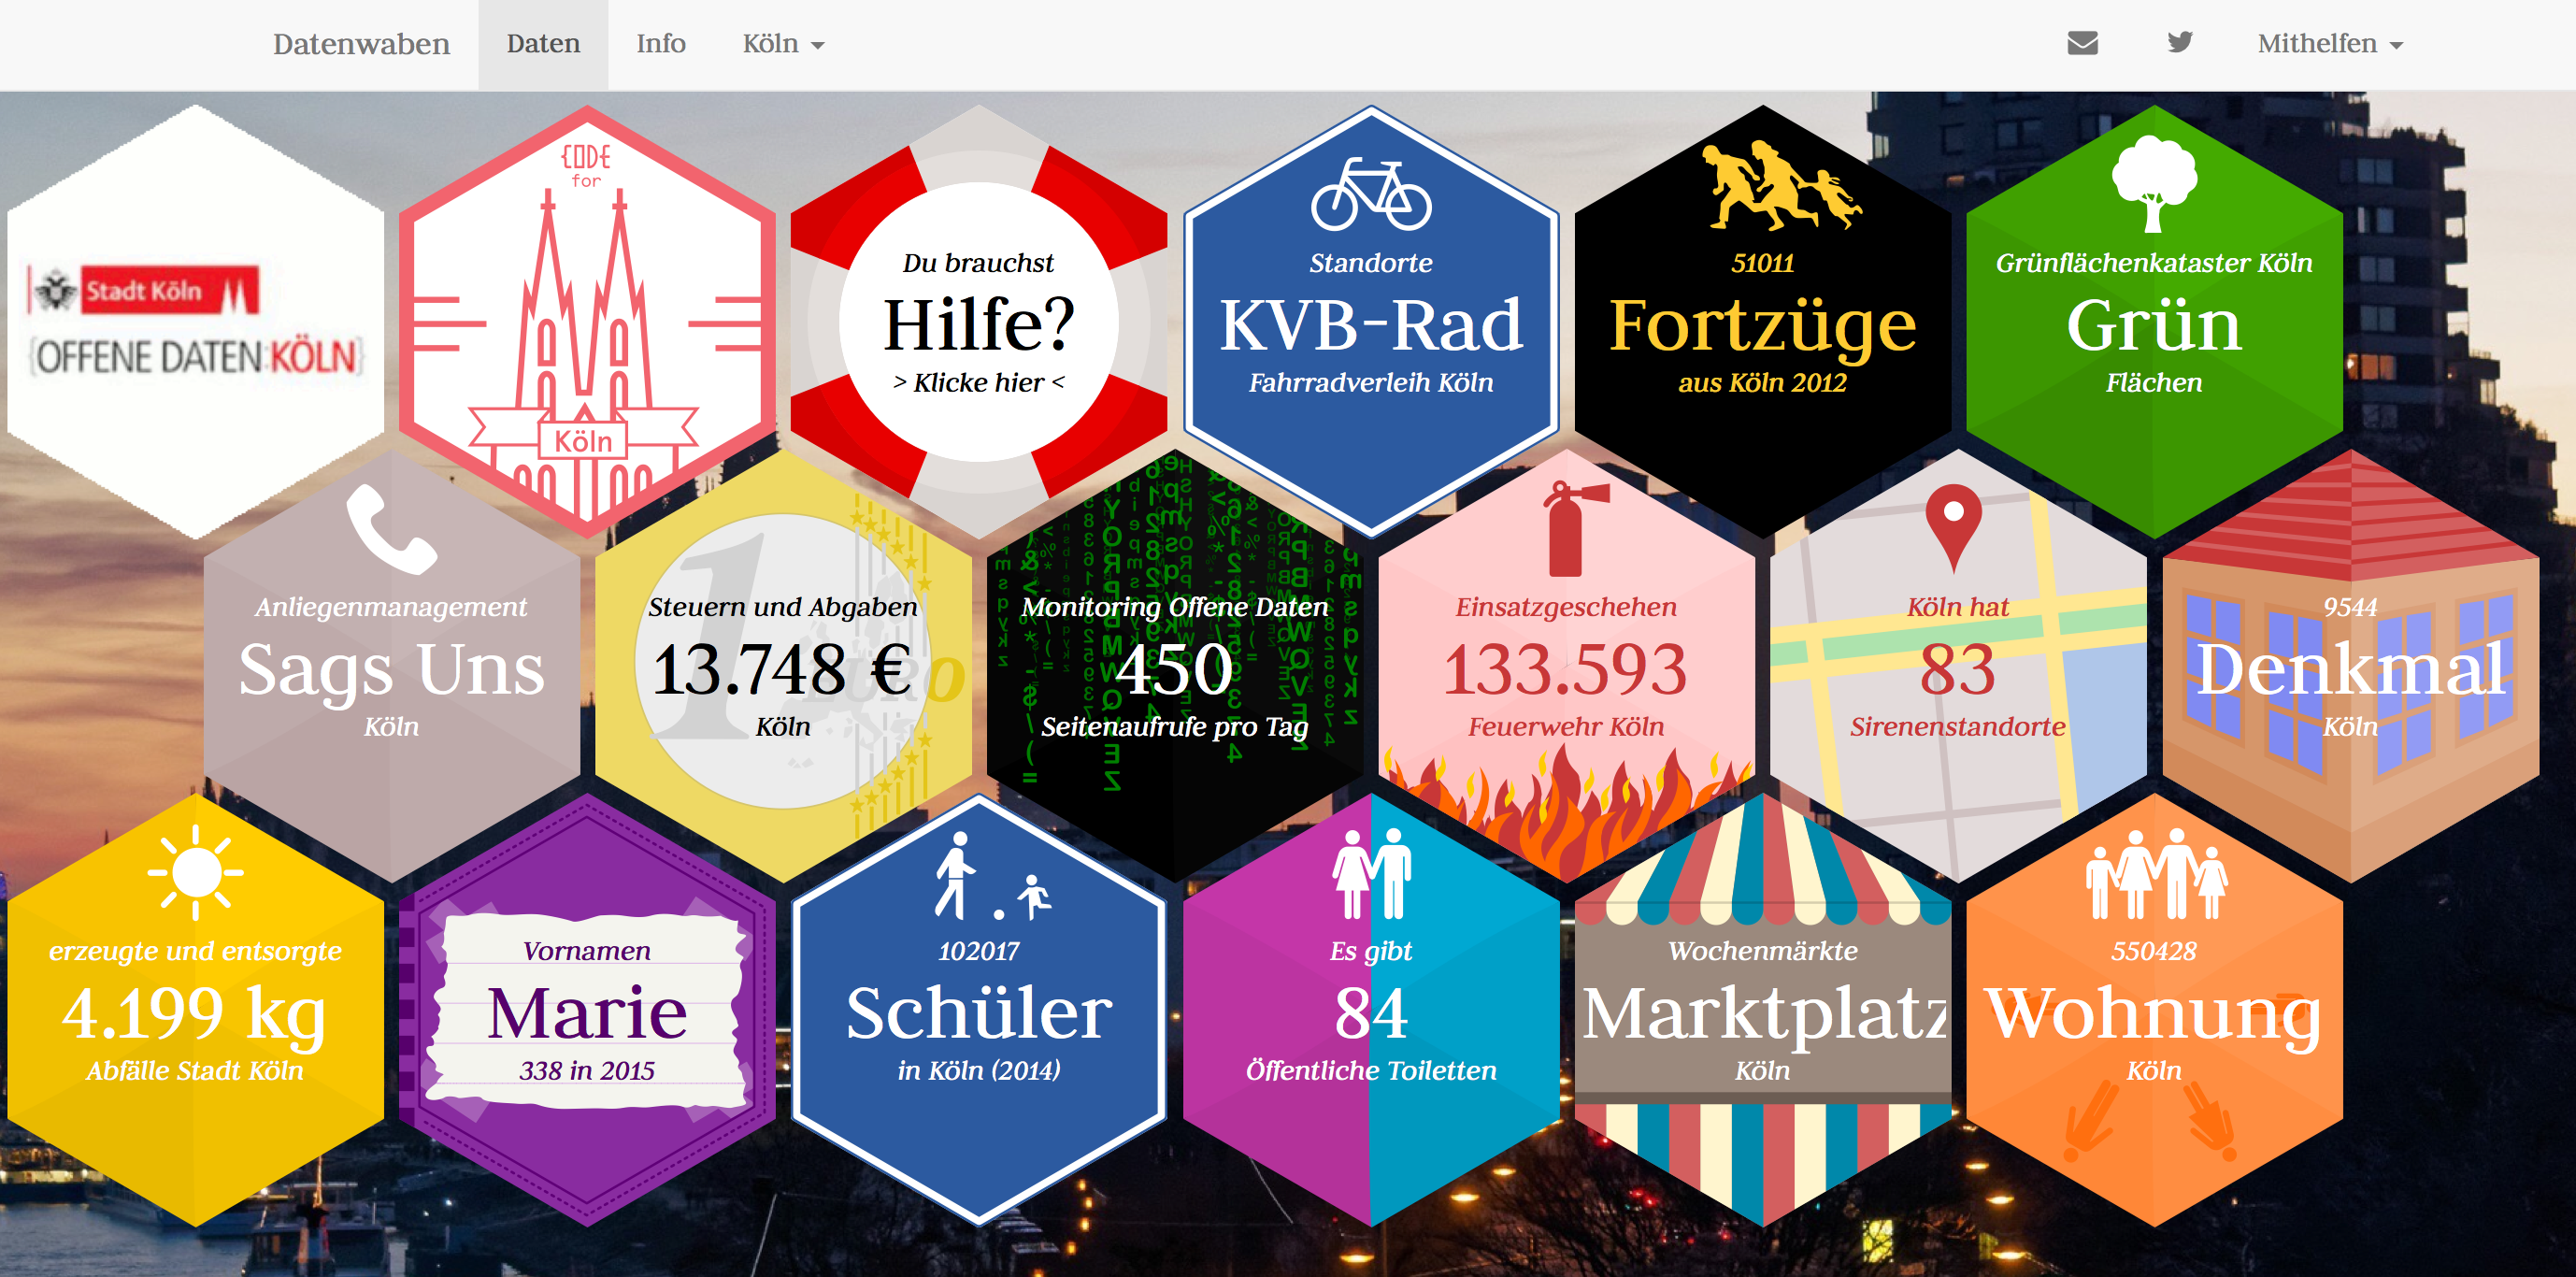 Datenwaben Daten Info Köln Mithelfen
Stadt Köln
{OFFENE DATEN:KÖLN}
CODE
for
Köln
Du brauchst
Hilfe?
> Klicke hier <
Standorte
KVB-Rad
Fahrradverleih Köln
51011
Fortzüge
aus Köln 2012
Grünflächenkataster Köln
Grün
Flächen
Anliegenmanagement
Sags Uns
Köln
Steuern und Abgaben
13.748 €
Köln
1
EURO
Monitoring Offene Daten
450
Seitenaufrufe pro Tag
Einsatzgeschehen
133.593
Feuerwehr Köln
Köln hat
83
Sirenenstandorte
9544
Denkmal
Köln
erzeugte und entsorgte
4.199 kg
Abfälle Stadt Köln
Vornamen
Marie
338 in 2015
102017
Schüler
in Köln (2014)
Es gibt
84
Öffentliche Toiletten
Wochenmärkte
Marktplatz
Köln
550428
Wohnung
Köln